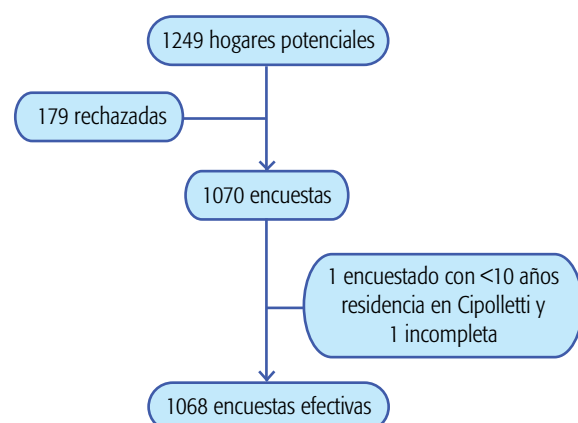 1249 hogares potenciales
179 rechazadas
1070 encuestas
1 encuestado con <10 años
residencia en Cipolletti y
1 incompleta
1068 encuestas efectivas